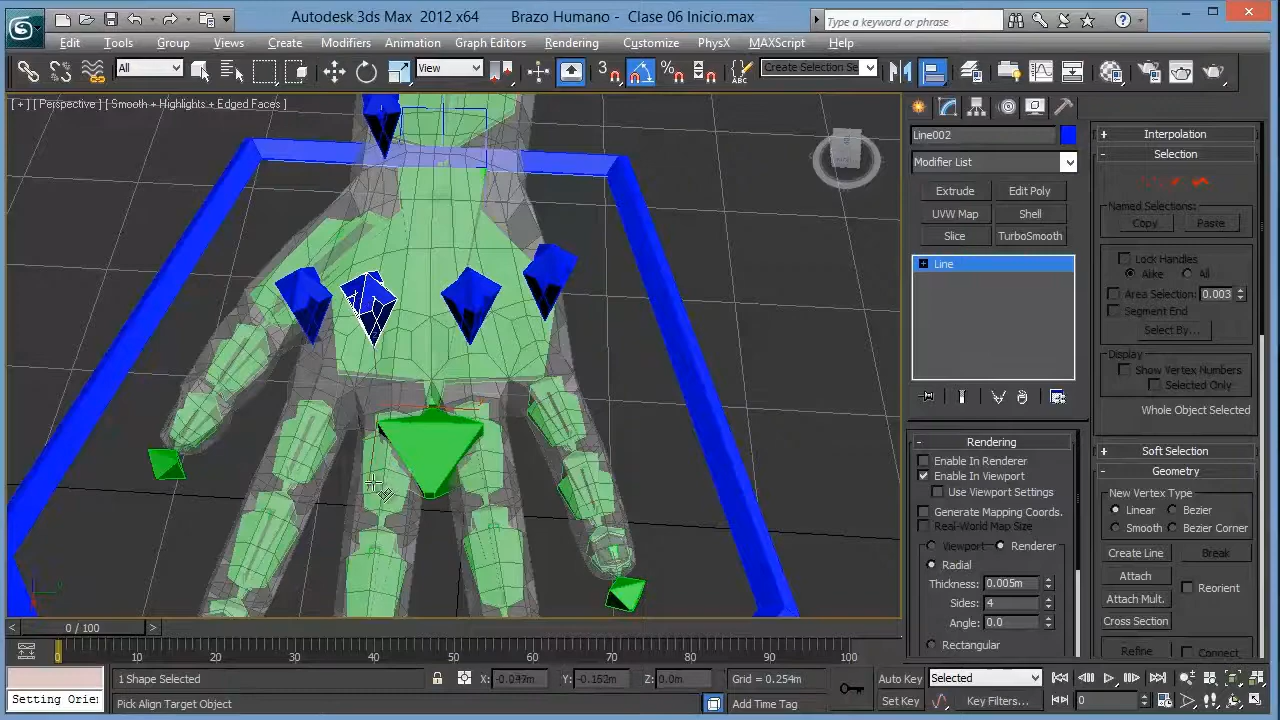 Autodesk 3ds Max 2012 x64 Brazo Humano - Clase 06 Inicio.max
Type a keyword or phrase
Edit Tools Group Views Create Modifiers Animation Graph Editors Rendering Customize PhysX MAXScript Help
All View Create Selection Se
[ + ] [ Perspective ] [ Smooth + Highlights + Edged Faces ]
Line002
Modifier List
Extrude Edit Poly
UVW Map Shell
Slice TurboSmooth
Line
Rendering
Enable In Renderer
Enable In Viewport
Use Viewport Settings
Generate Mapping Coords.
Real-World Map Size
Viewport Renderer
Radial
Thickness: 0.005m
Sides: 4
Angle: 0.0
Rectangular
Interpolation
Selection
Named Selections:
Copy Paste
Lock Handles
Alike All
Area Selection: 0.003
Segment End
Select By...
Display
Show Vertex Numbers
Selected Only
Whole Object Selected
Soft Selection
Geometry
New Vertex Type
Linear Bezier
Smooth Bezier Corner
Create Line Break
Attach Reorient
Attach Mult.
Cross Section
Refine Connect
< 0 / 100 >
0 10 20 30 40 50 60 70 80 90 100
1 Shape Selected X: -0.047m Y: -0.152m Z: 0.0m Grid = 0.254m Auto Key Selected
Setting Orie Pick Align Target Object Add Time Tag Set Key Key Filters... 0